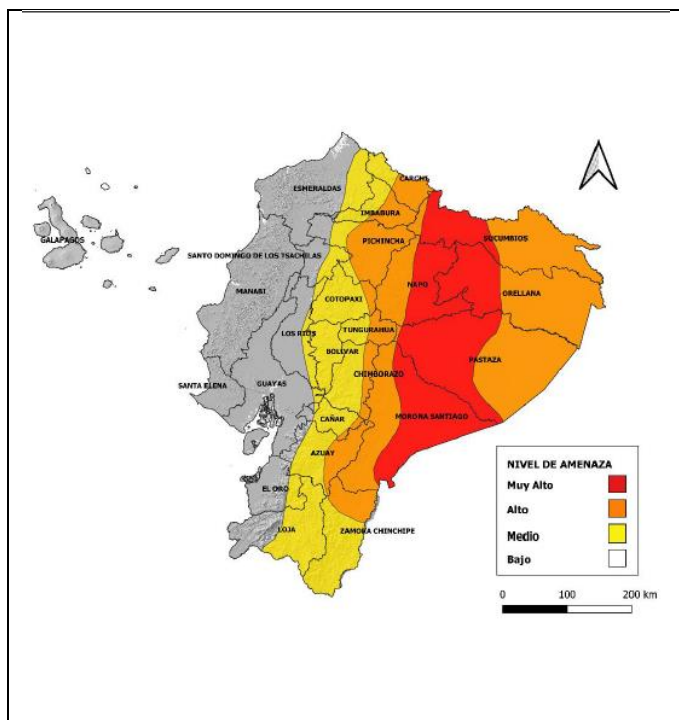 CARCHI
ESMERALDAS
IMBABURA
GALAPAGOS
PICHINCHA
SUCUMBIOS
SANTO DOMINGO DE LOS TSACHILAS
NAPO
MANABI
ORELLANA
COTOPAXI
LOS RIOS
TUNGURAHUA
BOLIVAR
PASTAZA
CHIMBORAZO
SANTA ELENA
GUAYAS
MORONA SANTIAGO
CAÑAR
AZUAY
EL ORO
LOJA
ZAMORA CHINCHIPE
NIVEL DE AMENAZA
Muy Alto
Alto
Medio
Bajo
0 100 200 km